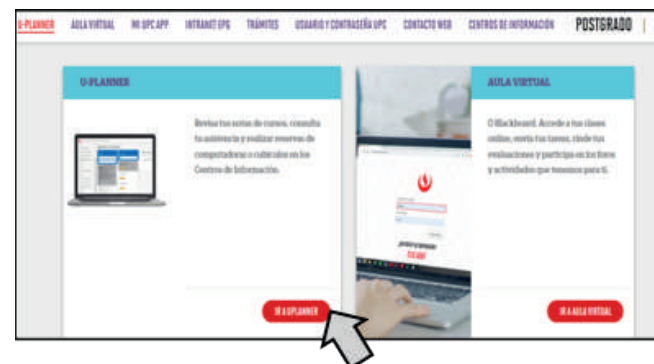 U-PLANNER AULA VIRTUAL MI UPC APP INTRANET EPG TRÁMITES USUARIO Y CONTRASEÑA UPC CONTACTO WEB CENTROS DE INFORMACIÓN POSTGRADO |
U-PLANNER
Revisa tus notas de cursos, consulta
tu asistencia y realizar reservas de
computadoras o cubículos en los
Centros de Información.
IR A UPLANNER
AULA VIRTUAL
O Blackboard. Accede a tus clases
online, envía tus tareas, rinde tus
evaluaciones y participa en los foros
y actividades que tenemos para ti.
IR A AULA VIRTUAL